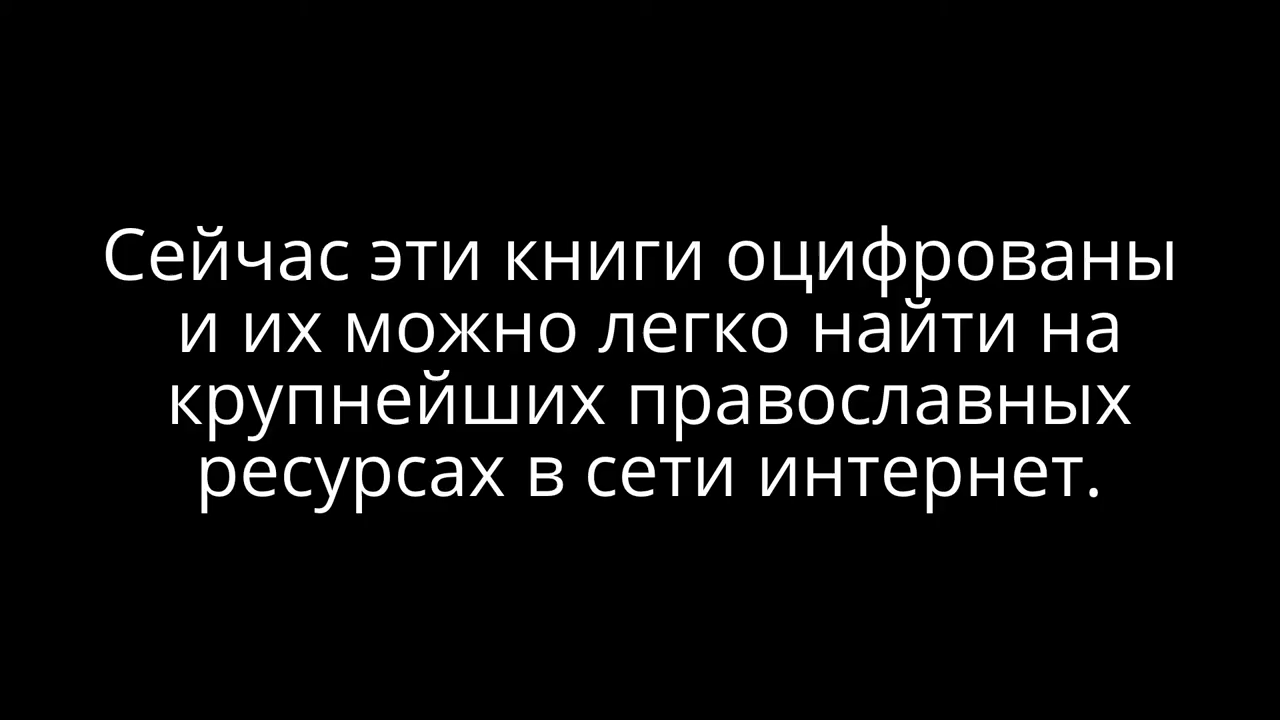 Сейчас эти книги оцифрованы
и их можно легко найти на
крупнейших православных
ресурсах в сети интернет.